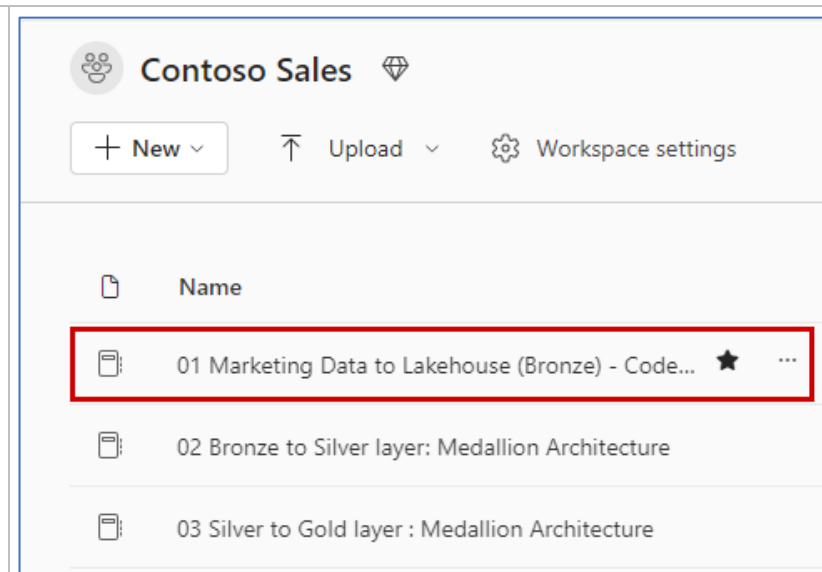 Contoso Sales
New
Upload
Workspace settings
Name
01 Marketing Data to Lakehouse (Bronze) - Code...
02 Bronze to Silver layer: Medallion Architecture
03 Silver to Gold layer : Medallion Architecture